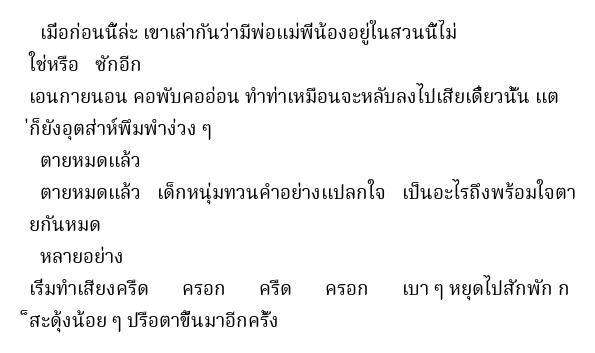 เมื่อก่อนนี้ล่ะ เขาเล่ากันว่ามีพ่อแม่พี่น้องอยู่ในสวนนี้ไม่
ใช่หรือ ซักอีก
เอนกายนอน คอพับคออ่อน ทำท่าเหมือนจะหลับลงไปเสียเดี๋ยวนั้น แต
่ก็ยังอุตส่าห์พึมพำง่วง ๆ
ตายหมดแล้ว
ตายหมดแล้ว เด็กหนุ่มทวนคำอย่างแปลกใจ เป็นอะไรถึงพร้อมใจตา
ยกันหมด
หลายอย่าง
เริ่มทำเสียงครืด ครอก ครืด ครอก เบา ๆ หยุดไปสักพัก ก
็สะดุ้งน้อย ๆ ปรือตาขึ้นมาอีกครั้ง